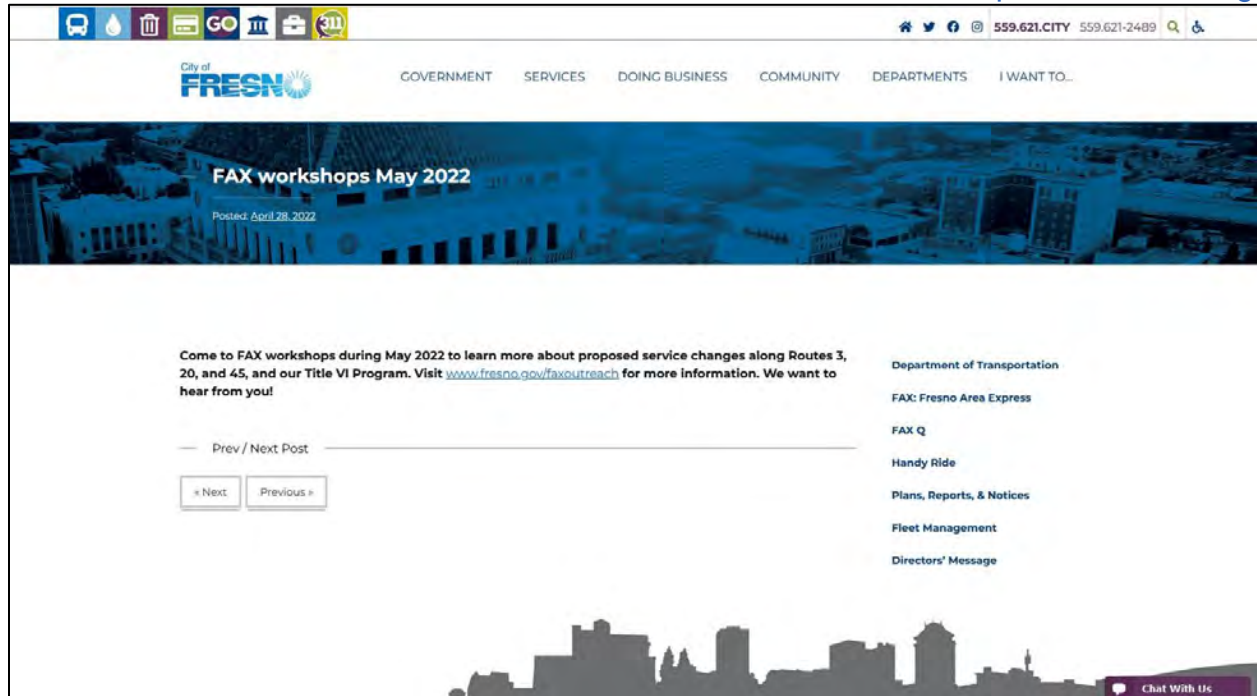 GO
311
559.621.CITY 559.621-2489
City of
FRESNO
GOVERNMENT SERVICES DOING BUSINESS COMMUNITY DEPARTMENTS I WANT TO...
FAX workshops May 2022
Posted: April 28, 2022
Come to FAX workshops during May 2022 to learn more about proposed service changes along Routes 3,
20, and 45, and our Title VI Program. Visit www.fresno.gov/faxoutreach for more information. We want to
hear from you!
Prev / Next Post
« Next Previous »
Department of Transportation
FAX: Fresno Area Express
FAX Q
Handy Ride
Plans, Reports, & Notices
Fleet Management
Directors' Message
Chat With Us